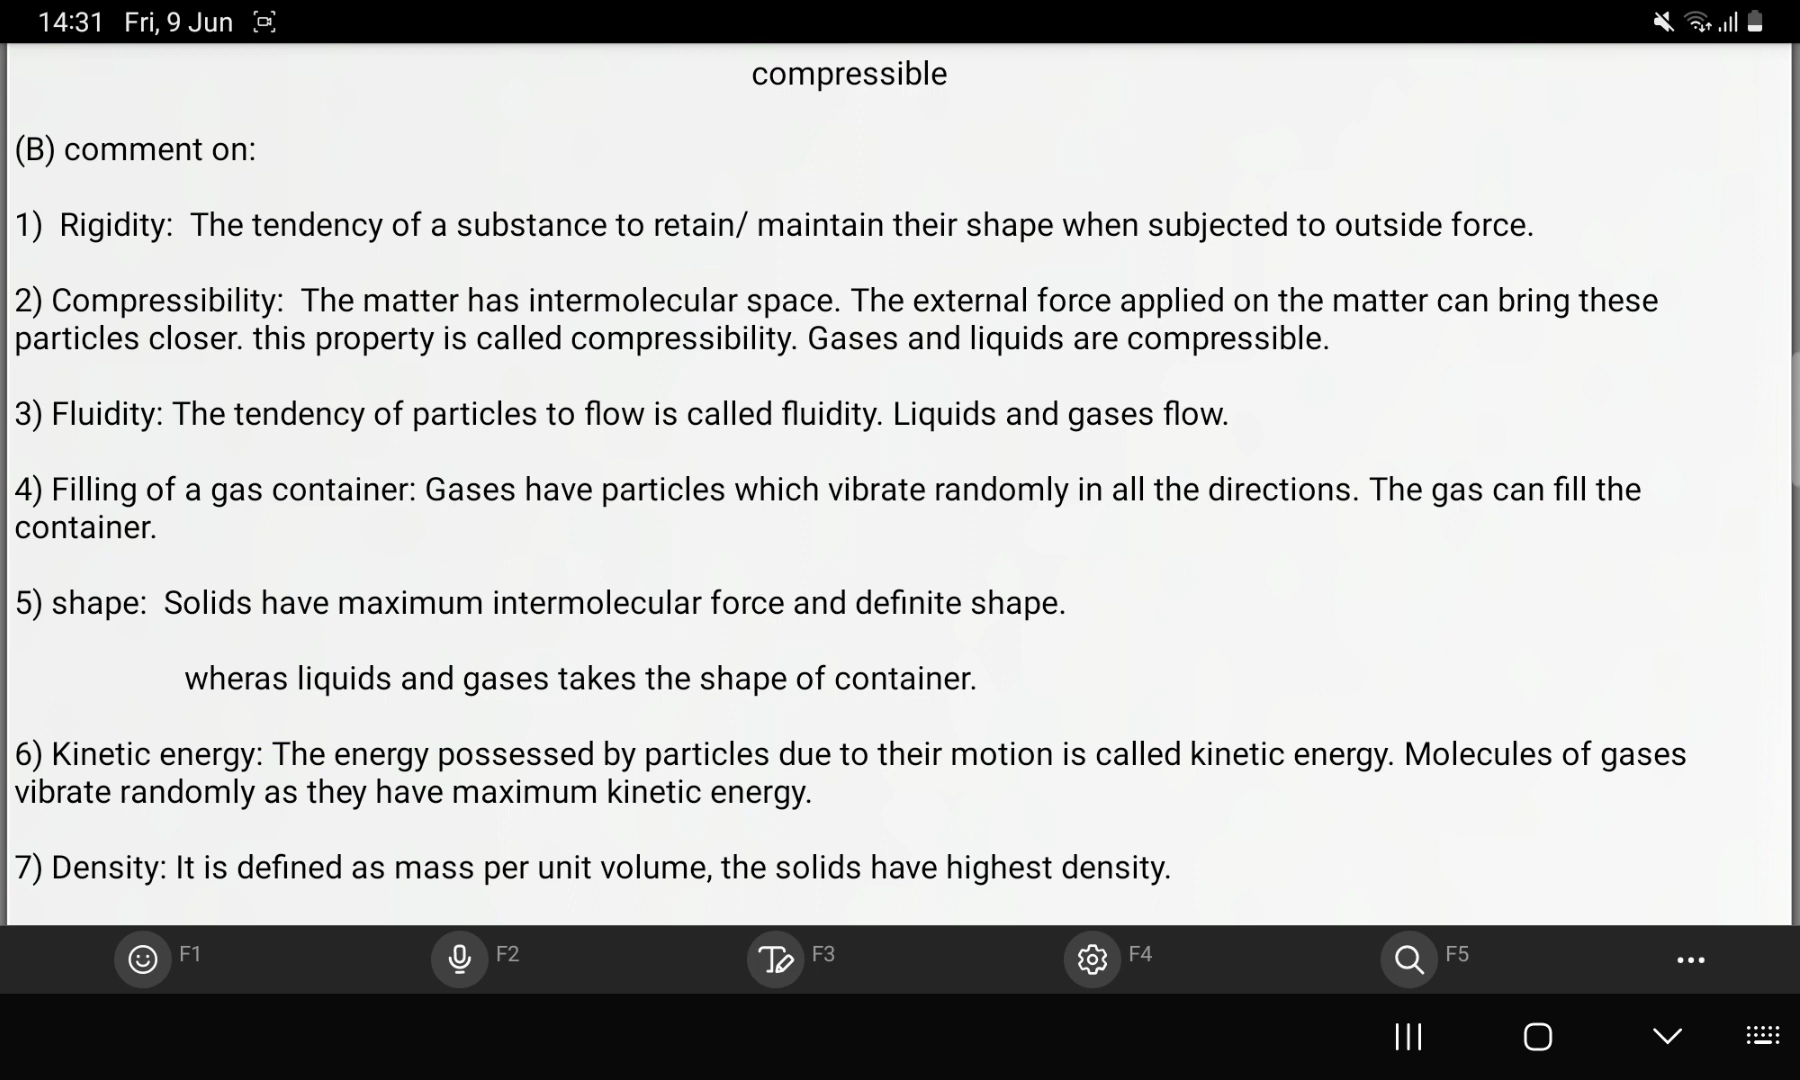 14:31 Fri, 9 Jun
compressible
(B) comment on:
1)  Rigidity:  The tendency of a substance to retain/ maintain their shape when subjected to outside force.
2) Compressibility:  The matter has intermolecular space. The external force applied on the matter can bring these
particles closer. this property is called compressibility. Gases and liquids are compressible.
3) Fluidity: The tendency of particles to flow is called fluidity. Liquids and gases flow.
4) Filling of a gas container: Gases have particles which vibrate randomly in all the directions. The gas can fill the
container.
5) shape:  Solids have maximum intermolecular force and definite shape.
wheras liquids and gases takes the shape of container.
6) Kinetic energy: The energy possessed by particles due to their motion is called kinetic energy. Molecules of gases
vibrate randomly as they have maximum kinetic energy.
7) Density: It is defined as mass per unit volume, the solids have highest density.
F1 F2 F3 F4 F5